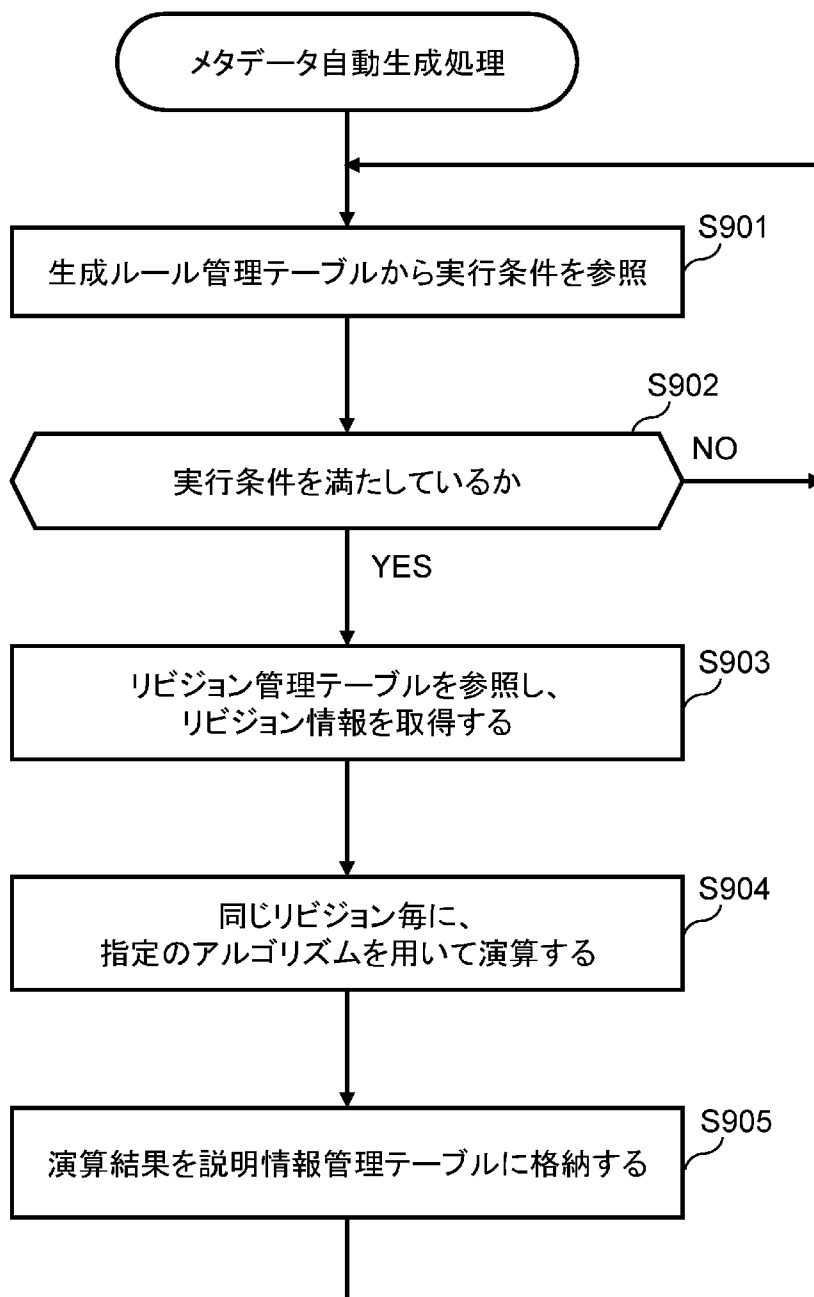 メタデータ自動生成処理
S901
生成ルール管理テーブルから実行条件を参照
S902
実行条件を満たしているか
NO
YES
S903
リビジョン管理テーブルを参照し、
リビジョン情報を取得する
S904
同じリビジョン毎に、
指定のアルゴリズムを用いて演算する
S905
演算結果を説明情報管理テーブルに格納する